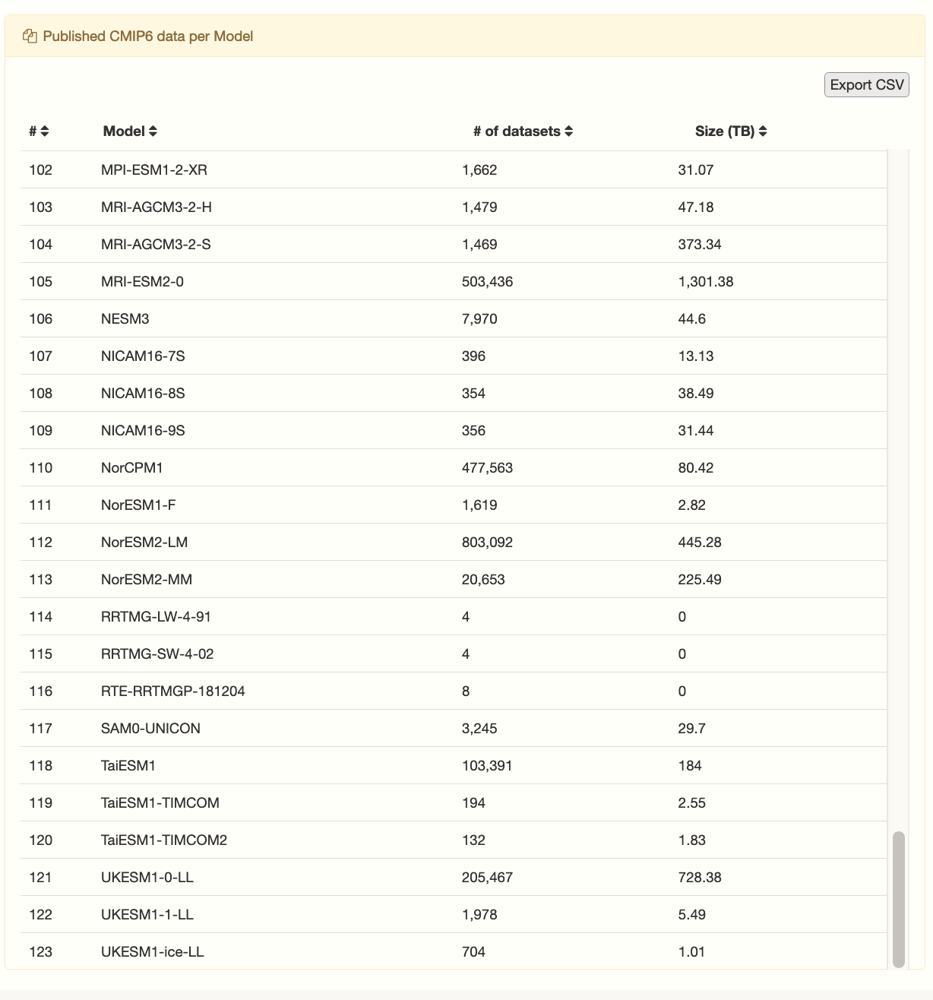 Published CMIP6 data per Model
Export CSV
# Model # of datasets Size (TB)
102 MPI-ESM1-2-XR 1,662 31.07
103 MRI-AGCM3-2-H 1,479 47.18
104 MRI-AGCM3-2-S 1,469 373.34
105 MRI-ESM2-0 503,436 1,301.38
106 NESM3 7,970 44.6
107 NICAM16-7S 396 13.13
108 NICAM16-8S 354 38.49
109 NICAM16-9S 356 31.44
110 NorCPM1 477,563 80.42
111 NorESM1-F 1,619 2.82
112 NorESM2-LM 803,092 445.28
113 NorESM2-MM 20,653 225.49
114 RRTMG-LW-4-91 4 0
115 RRTMG-SW-4-02 4 0
116 RTE-RRTMGP-181204 8 0
117 SAM0-UNICON 3,245 29.7
118 TaiESM1 103,391 184
119 TaiESM1-TIMCOM 194 2.55
120 TaiESM1-TIMCOM2 132 1.83
121 UKESM1-0-LL 205,467 728.38
122 UKESM1-1-LL 1,978 5.49
123 UKESM1-ice-LL 704 1.01